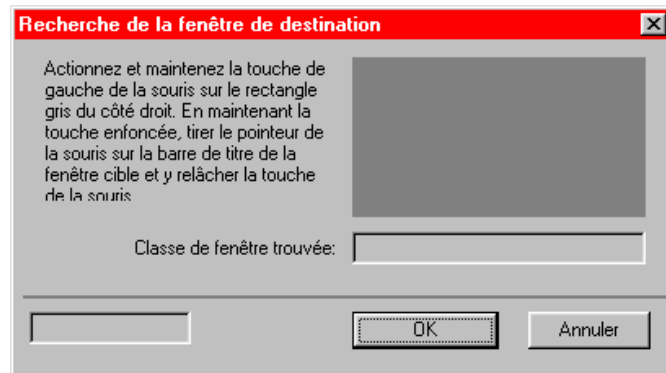 Recherche de la fenêtre de destination
Actionnez et maintenez la touche de
gauche de la souris sur le rectangle
gris du côté droit. En maintenant la
touche enfoncée, tirer le pointeur de
la souris sur la barre de titre de la
fenêtre cible et y relâcher la touche
de la souris
Classe de fenêtre trouvée:
OK
Annuler